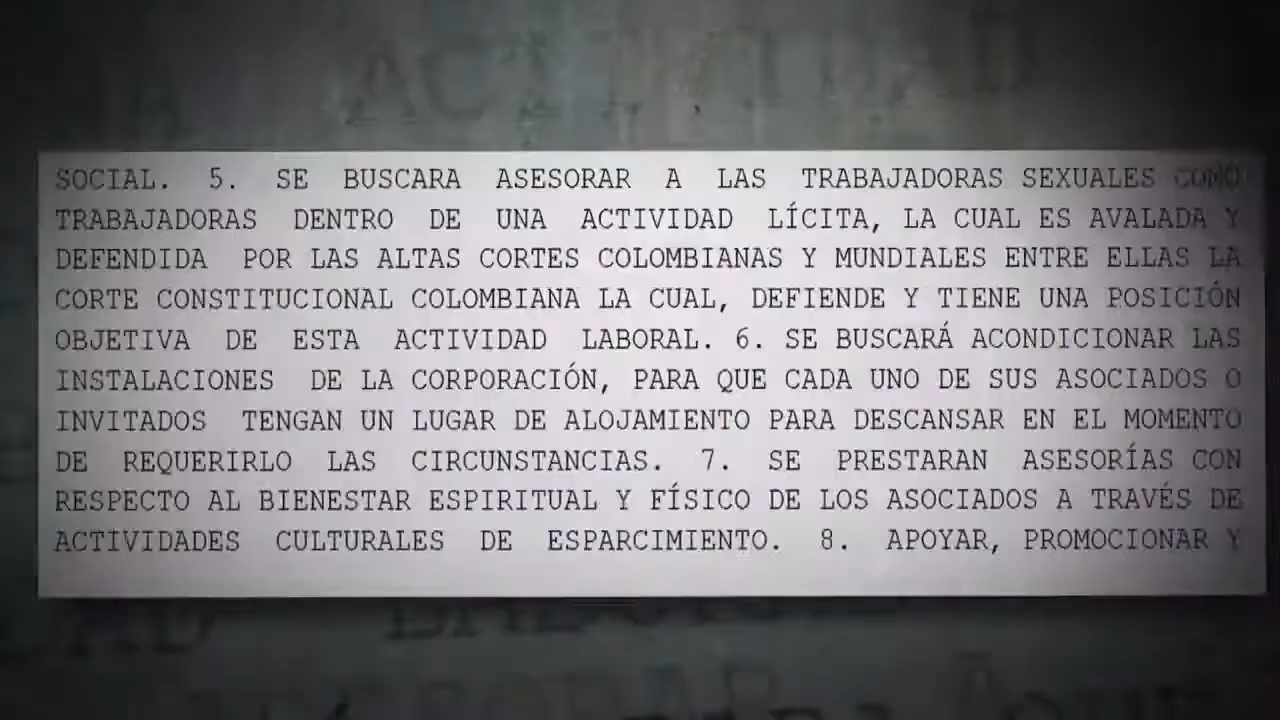 ACTIVIDAD
SOCIAL. 5. SE BUSCARA ASESORAR A LAS TRABAJADORAS SEXUALES COMO
TRABAJADORAS DENTRO DE UNA ACTIVIDAD LÍCITA, LA CUAL ES AVALADA Y
DEFENDIDA POR LAS ALTAS CORTES COLOMBIANAS Y MUNDIALES ENTRE ELLAS LA
CORTE CONSTITUCIONAL COLOMBIANA LA CUAL, DEFIENDE Y TIENE UNA POSICIÓN
OBJETIVA DE ESTA ACTIVIDAD LABORAL. 6. SE BUSCARÁ ACONDICIONAR LAS
INSTALACIONES DE LA CORPORACIÓN, PARA QUE CADA UNO DE SUS ASOCIADOS O
INVITADOS TENGAN UN LUGAR DE ALOJAMIENTO PARA DESCANSAR EN EL MOMENTO
DE REQUERIRLO LAS CIRCUNSTANCIAS. 7. SE PRESTARAN ASESORÍAS CON
RESPECTO AL BIENESTAR ESPIRITUAL Y FÍSICO DE LOS ASOCIADOS A TRAVÉS DE
ACTIVIDADES CULTURALES DE ESPARCIMIENTO. 8. APOYAR, PROMOCIONAR Y